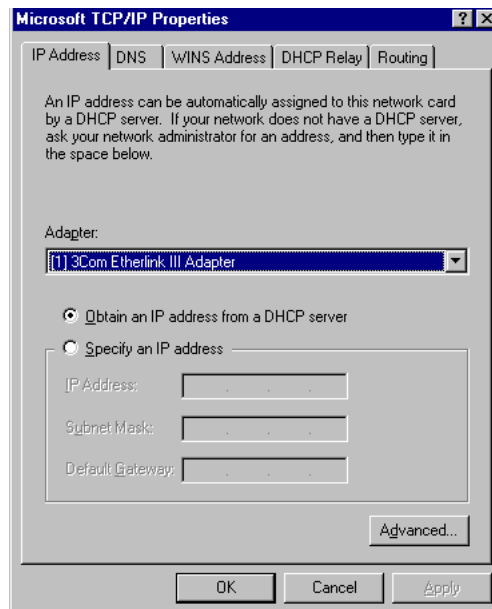 Microsoft TCP/IP Properties
IP Address
DNS
WINS Address
DHCP Relay
Routing
An IP address can be automatically assigned to this network card
by a DHCP server. If your network does not have a DHCP server,
ask your network administrator for an address, and then type it in
the space below.
Adapter:
[1] 3Com Etherlink III Adapter
Obtain an IP address from a DHCP server
Specify an IP address
IP Address:
Subnet Mask:
Default Gateway:
Advanced...
OK
Cancel
Apply